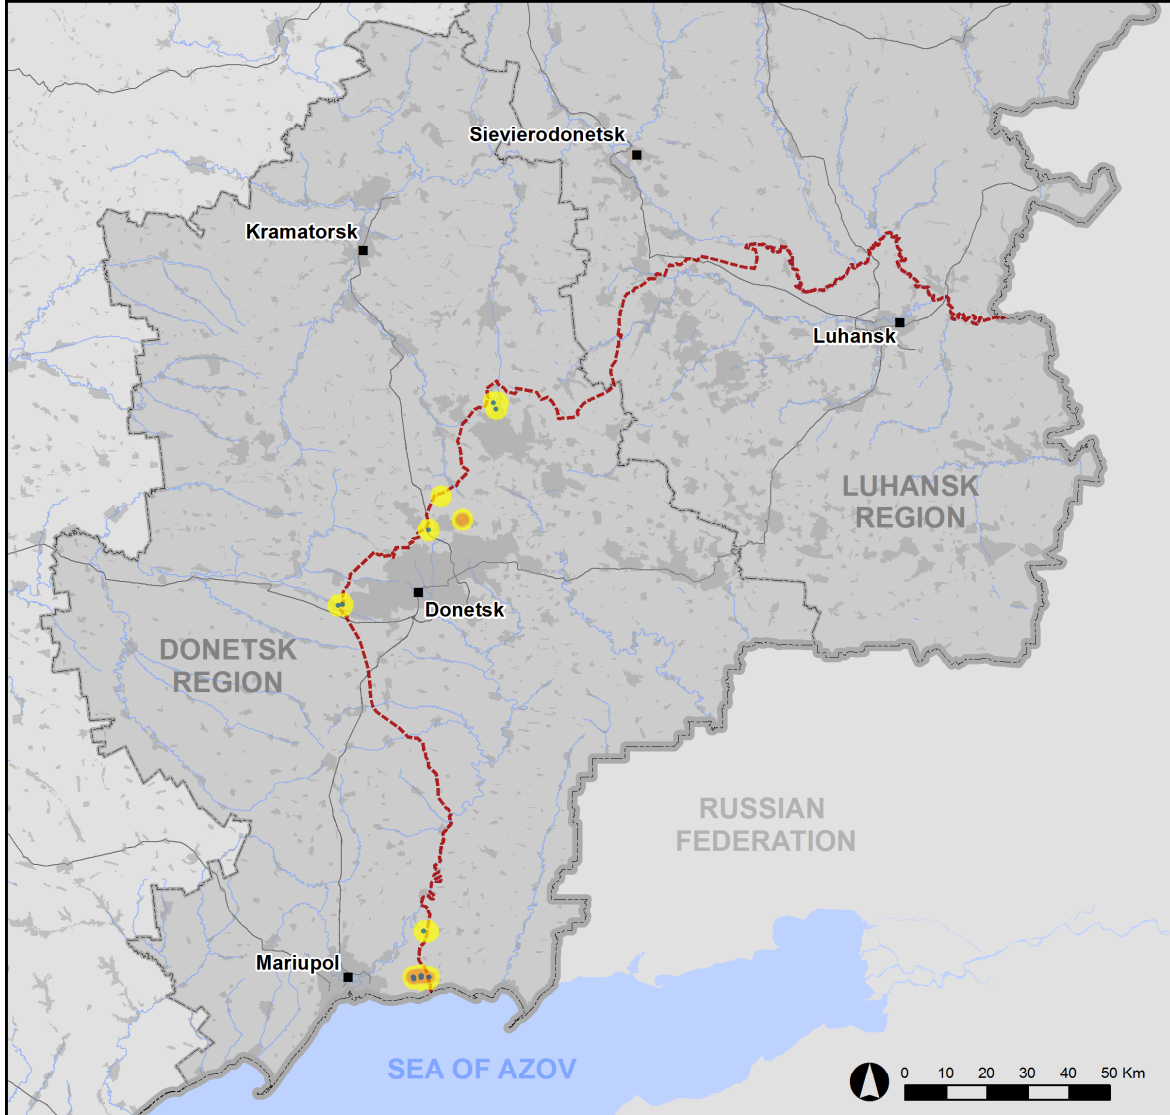 Sievierodonetsk
Kramatorsk
Luhansk
LUHANSK
REGION
Donetsk
DONETSK
REGION
RUSSIAN
FEDERATION
Mariupol
SEA OF AZOV
0 10 20 30 40 50 Km